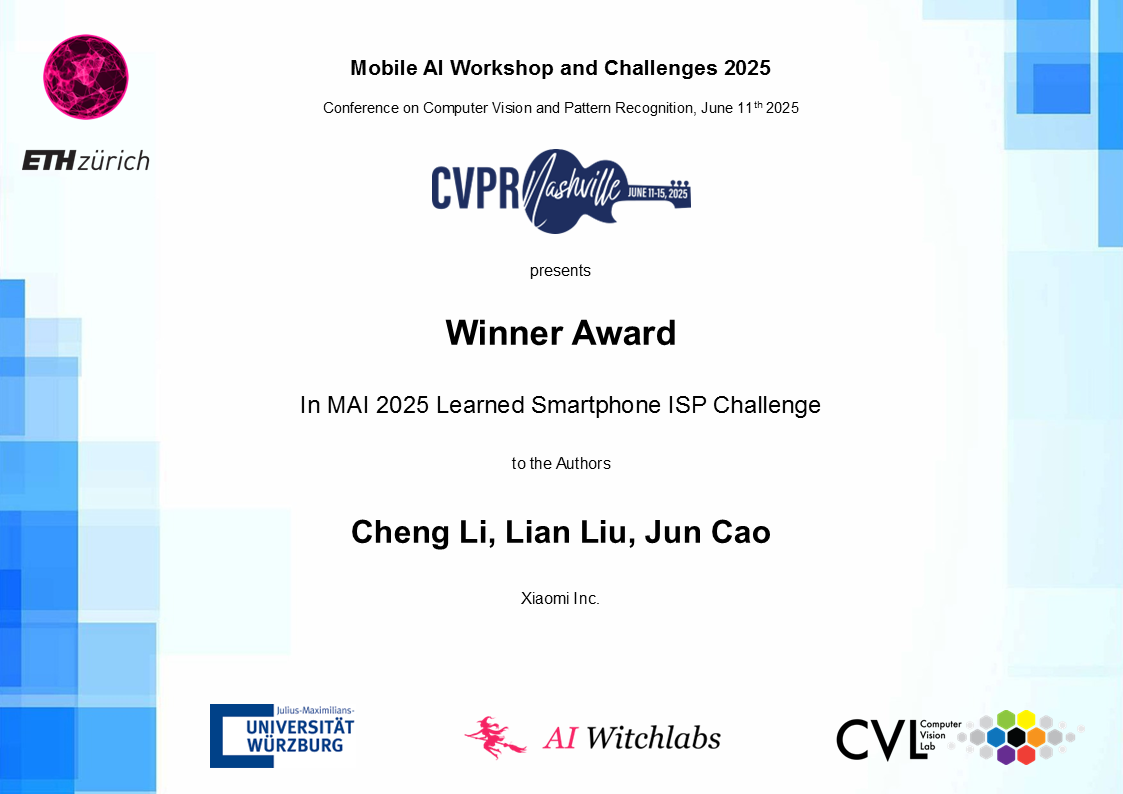 Mobile AI Workshop and Challenges 2025
Conference on Computer Vision and Pattern Recognition, June 11th 2025
ETH zürich
CVPR Nashville JUNE 11-15, 2025
presents
Winner Award
In MAI 2025 Learned Smartphone ISP Challenge
to the Authors
Cheng Li, Lian Liu, Jun Cao
Xiaomi Inc.
Julius-Maximilians-
UNIVERSITÄT
WÜRZBURG
AI Witchlabs
CVL Computer
Vision
Lab